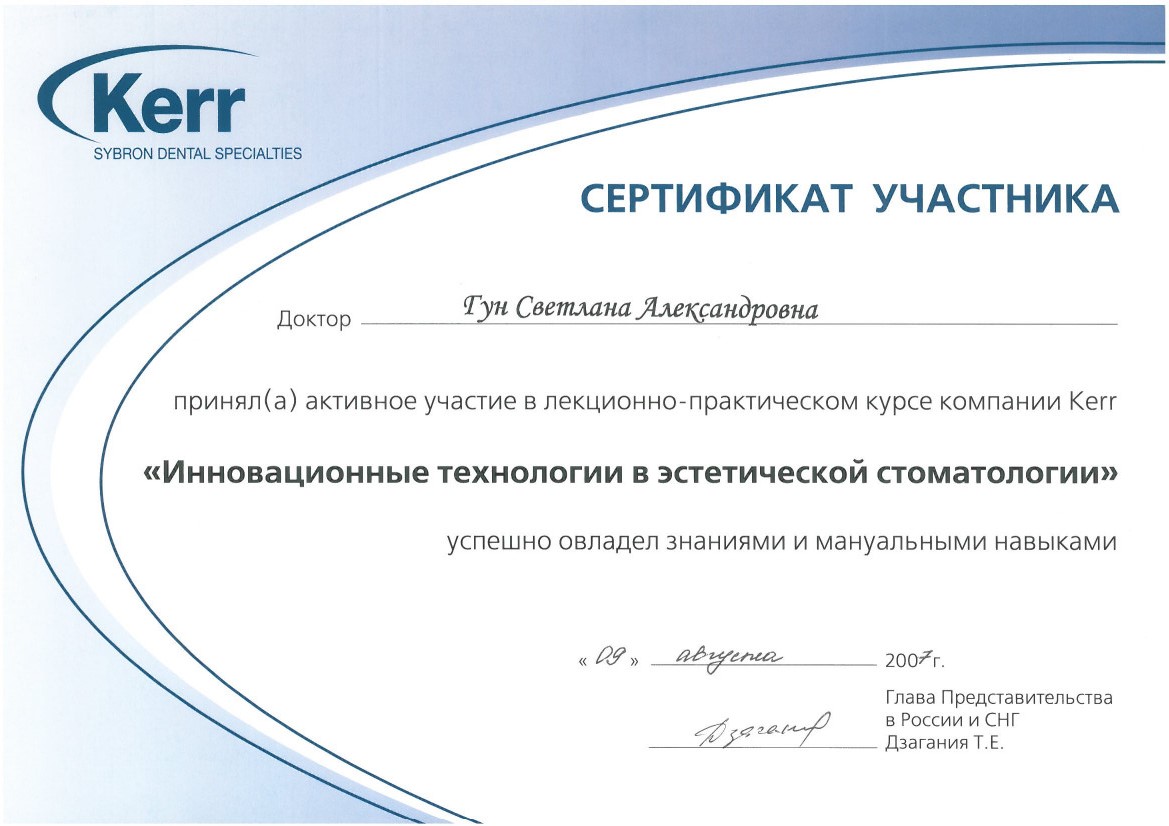 Kerr
SYBRON DENTAL SPECIALTIES
СЕРТИФИКАТ УЧАСТНИКА
Доктор Гун Светлана Александровна
принял(а) активное участие в лекционно-практическом курсе компании Kerr
«Инновационные технологии в эстетической стоматологии»
успешно овладел знаниями и мануальными навыками
« 09 » августа 2007 г.
Глава Представительства
в России и СНГ
Дзагания Дзагания Т.Е.